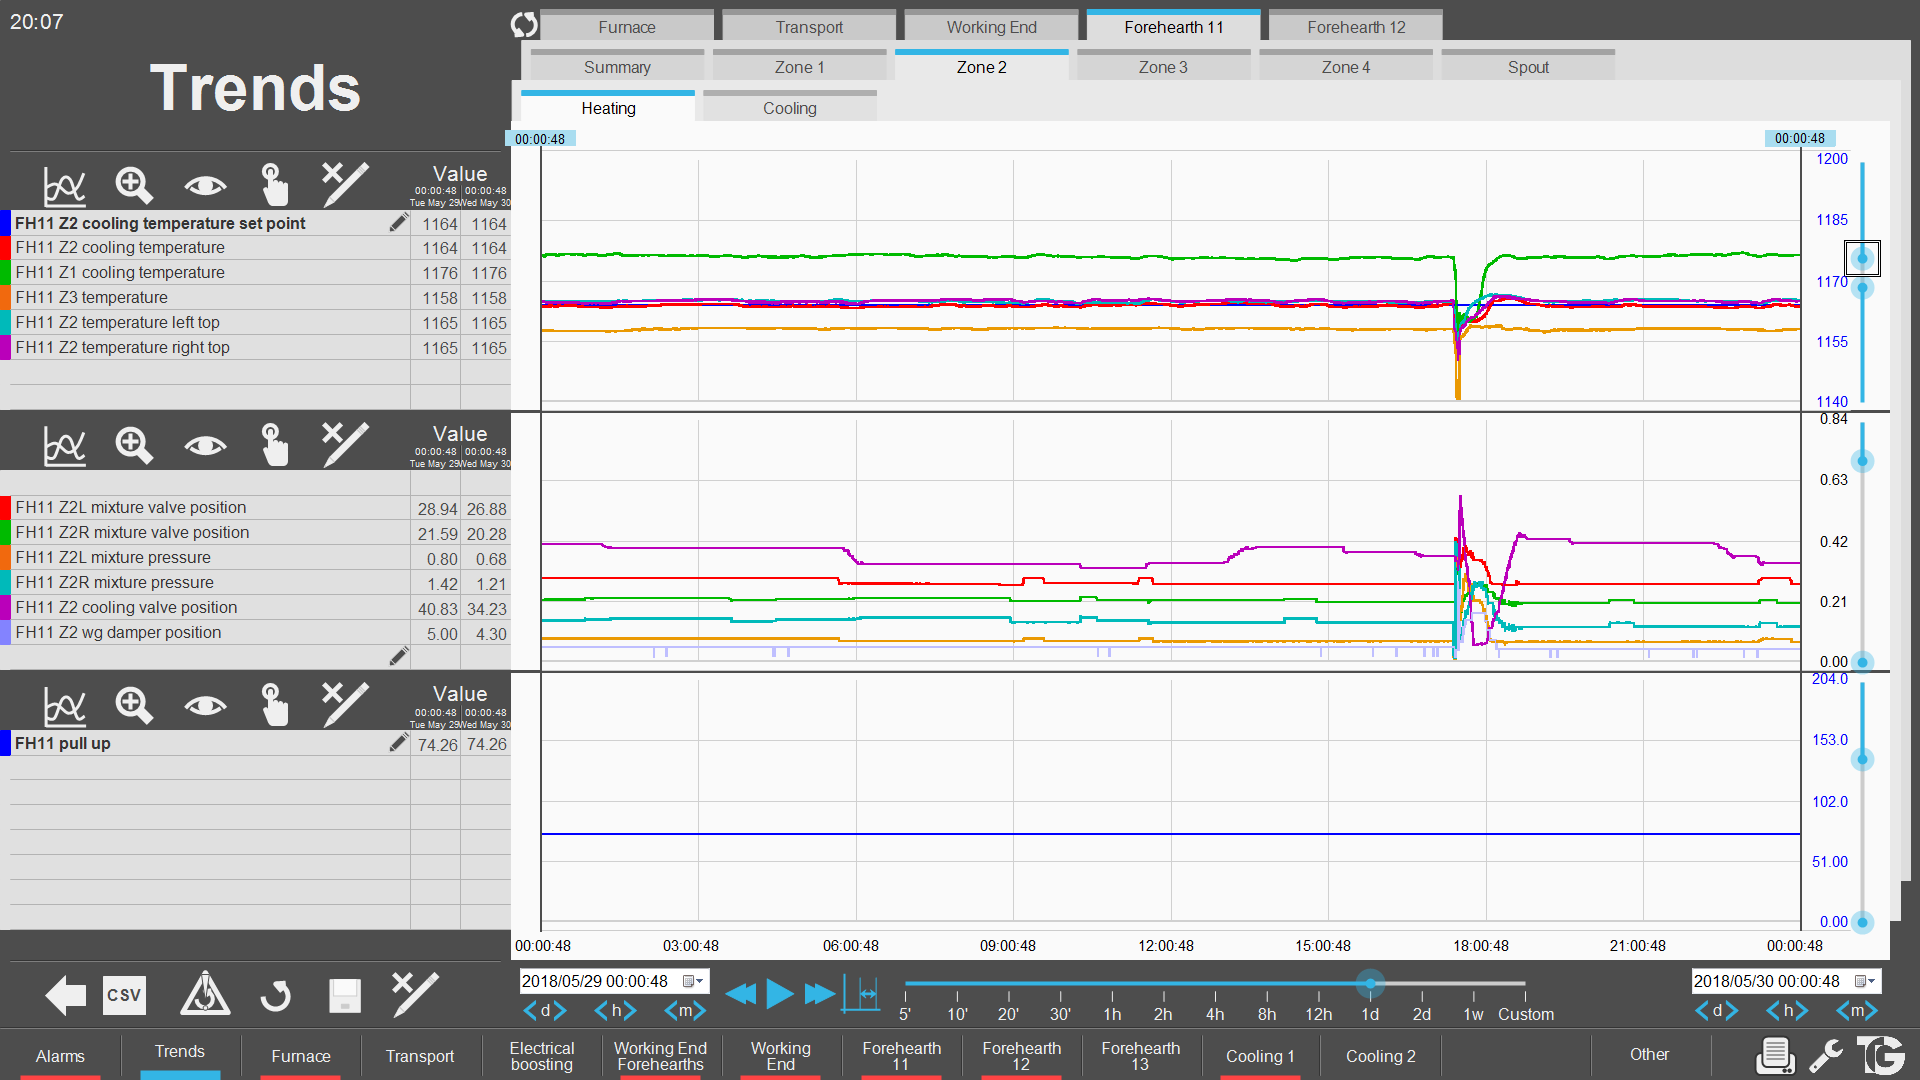 20:07
Trends
Furnace
Transport
Working End
Forehearth 11
Forehearth 12
Summary
Zone 1
Zone 2
Zone 3
Zone 4
Spout
Heating
Cooling
00:00:48
00:00:48
Value
00:00:48 00:00:48
Tue May 29 Wed May 30
FH11 Z2 cooling temperature set point 1164 1164
FH11 Z2 cooling temperature 1164 1164
FH11 Z1 cooling temperature 1176 1176
FH11 Z3 temperature 1158 1158
FH11 Z2 temperature left top 1165 1165
FH11 Z2 temperature right top 1165 1165
1200
1185
1170
1155
1140
Value
00:00:48 00:00:48
Tue May 29 Wed May 30
FH11 Z2L mixture valve position 28.94 26.88
FH11 Z2R mixture valve position 21.59 20.28
FH11 Z2L mixture pressure 0.80 0.68
FH11 Z2R mixture pressure 1.42 1.21
FH11 Z2 cooling valve position 40.83 34.23
FH11 Z2 wg damper position 5.00 4.30
0.84
0.63
0.42
0.21
0.00
Value
00:00:48 00:00:48
Tue May 29 Wed May 30
FH11 pull up 74.26 74.26
204.0
153.0
102.0
51.00
0.00
00:00:48 03:00:48 06:00:48 09:00:48 12:00:48 15:00:48 18:00:48 21:00:48 00:00:48
CSV
2018/05/29 00:00:48
d h m
5' 10' 20' 30' 1h 2h 4h 8h 12h 1d 2d 1w Custom
2018/05/30 00:00:48
d h m
Alarms
Trends
Furnace
Transport
Electrical
boosting
Working End
Forehearths
Working
End
Forehearth
11
Forehearth
12
Forehearth
13
Cooling 1
Cooling 2
Other
TG